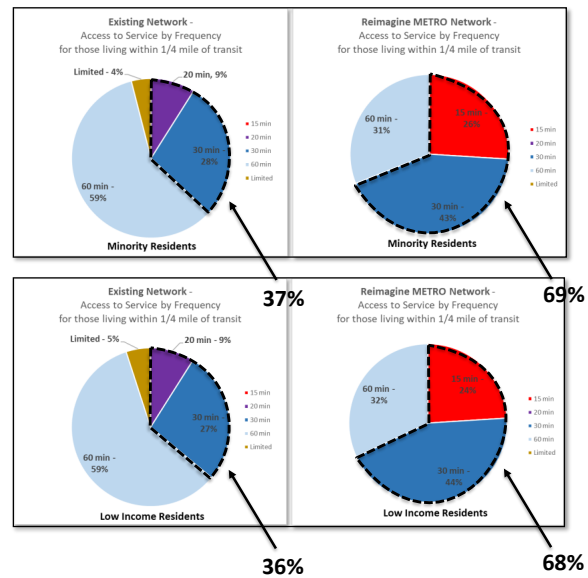 Existing Network -
Access to Service by Frequency
for those living within 1/4 mile of transit
Limited - 4%
20 min, 9%
30 min -
28%
60 min -
59%
15 min
20 min
30 min
60 min
Limited
Minority Residents
37%
Reimagine METRO Network -
Access to Service by Frequency
for those living within 1/4 mile of transit
60 min -
31%
15 min -
26%
30 min -
43%
15 min
20 min
30 min
60 min
Limited
Minority Residents
69%
Existing Network -
Access to Service by Frequency
for those living within 1/4 mile of transit
Limited - 5%
20 min - 9%
30 min -
27%
60 min -
59%
15 min
20 min
30 min
60 min
Limited
Low Income Residents
36%
Reimagine METRO Network -
Access to Service by Frequency
for those living within 1/4 mile of transit
60 min -
32%
15 min -
24%
30 min -
44%
15 min
20 min
30 min
60 min
Limited
Low Income Residents
68%